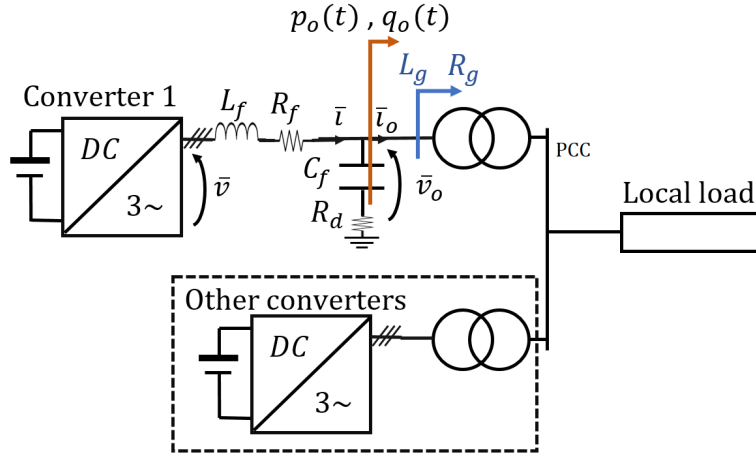 p_o(t) , q_o(t)
L_g R_g
Converter 1
L_f R_f
i̅ i̅_o
DC
3~
v̅
C_f
R_d
v̅_o
PCC
Local load
Other converters
DC
3~